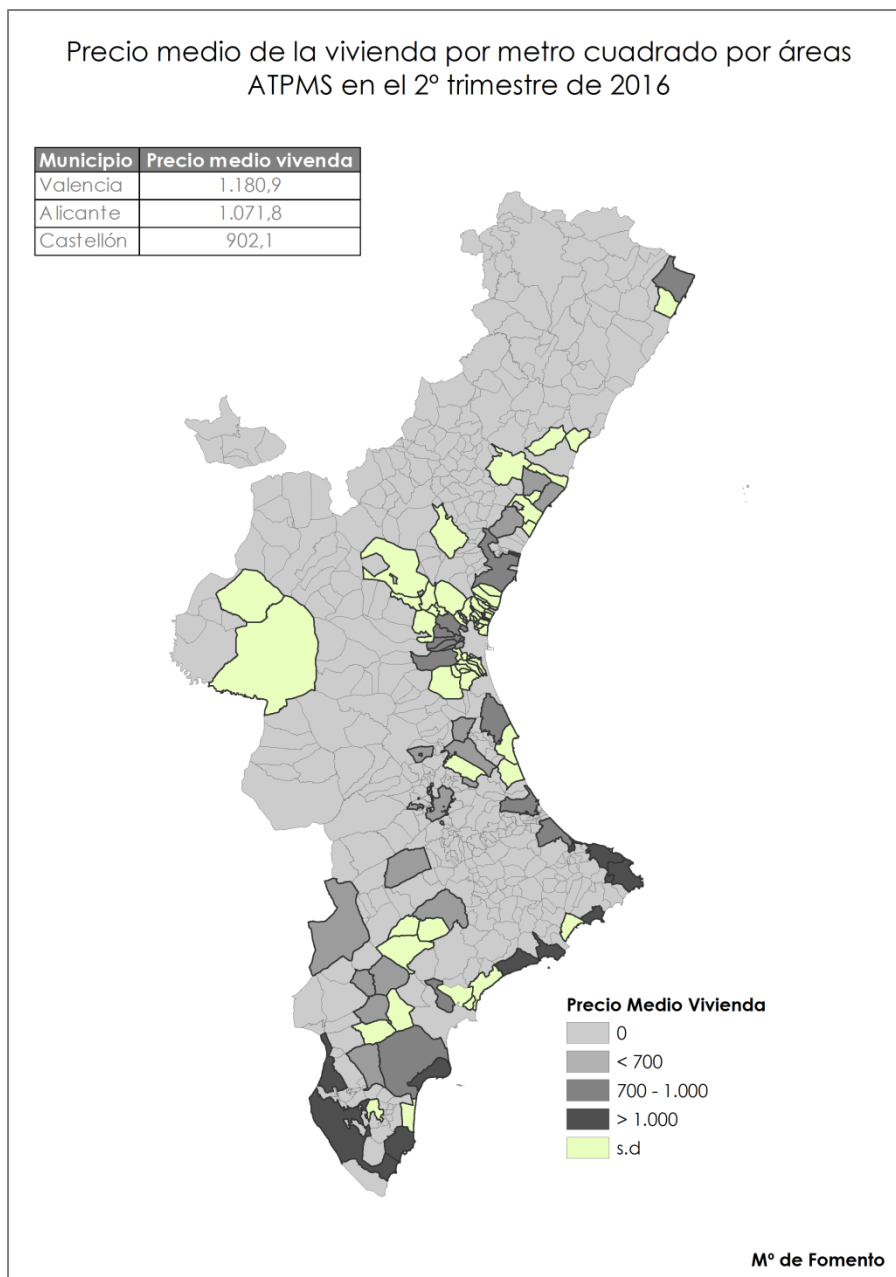 Precio medio de la vivienda por metro cuadrado por áreas
ATPMS en el 2º trimestre de 2016
Municipio Precio medio vivenda
Valencia 1.180,9
Alicante 1.071,8
Castellón 902,1
Precio Medio Vivienda
0
< 700
700 - 1.000
> 1.000
s.d
Mº de Fomento